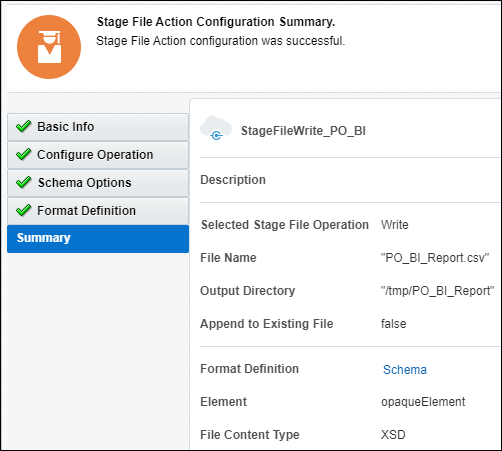 Stage File Action Configuration Summary.
Stage File Action configuration was successful.
Basic Info
Configure Operation
Schema Options
Format Definition
Summary
StageFileWrite_PO_BI
Description
Selected Stage File Operation Write
File Name "PO_BI_Report.csv"
Output Directory "/tmp/PO_BI_Report"
Append to Existing File false
Format Definition Schema
Element opaqueElement
File Content Type XSD